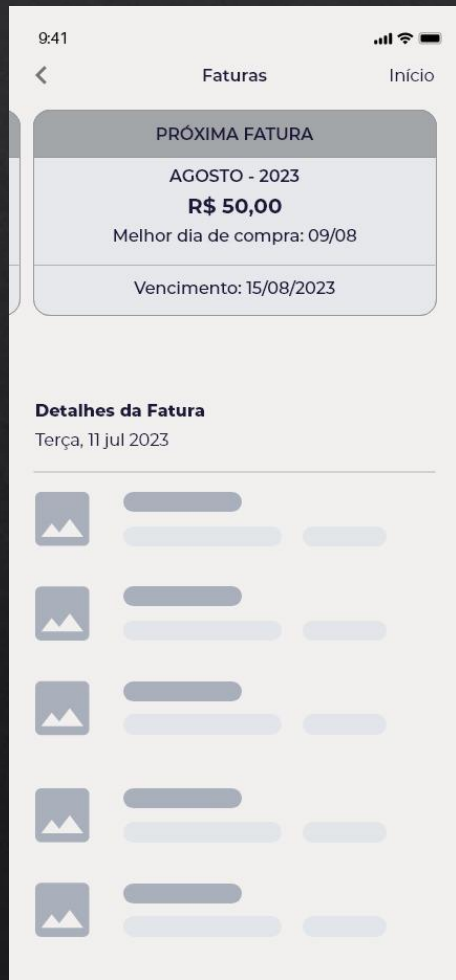 9:41
Faturas
Início
PRÓXIMA FATURA
AGOSTO - 2023
R$ 50,00
Melhor dia de compra: 09/08
Vencimento: 15/08/2023
Detalhes da Fatura
Terça, 11 jul 2023